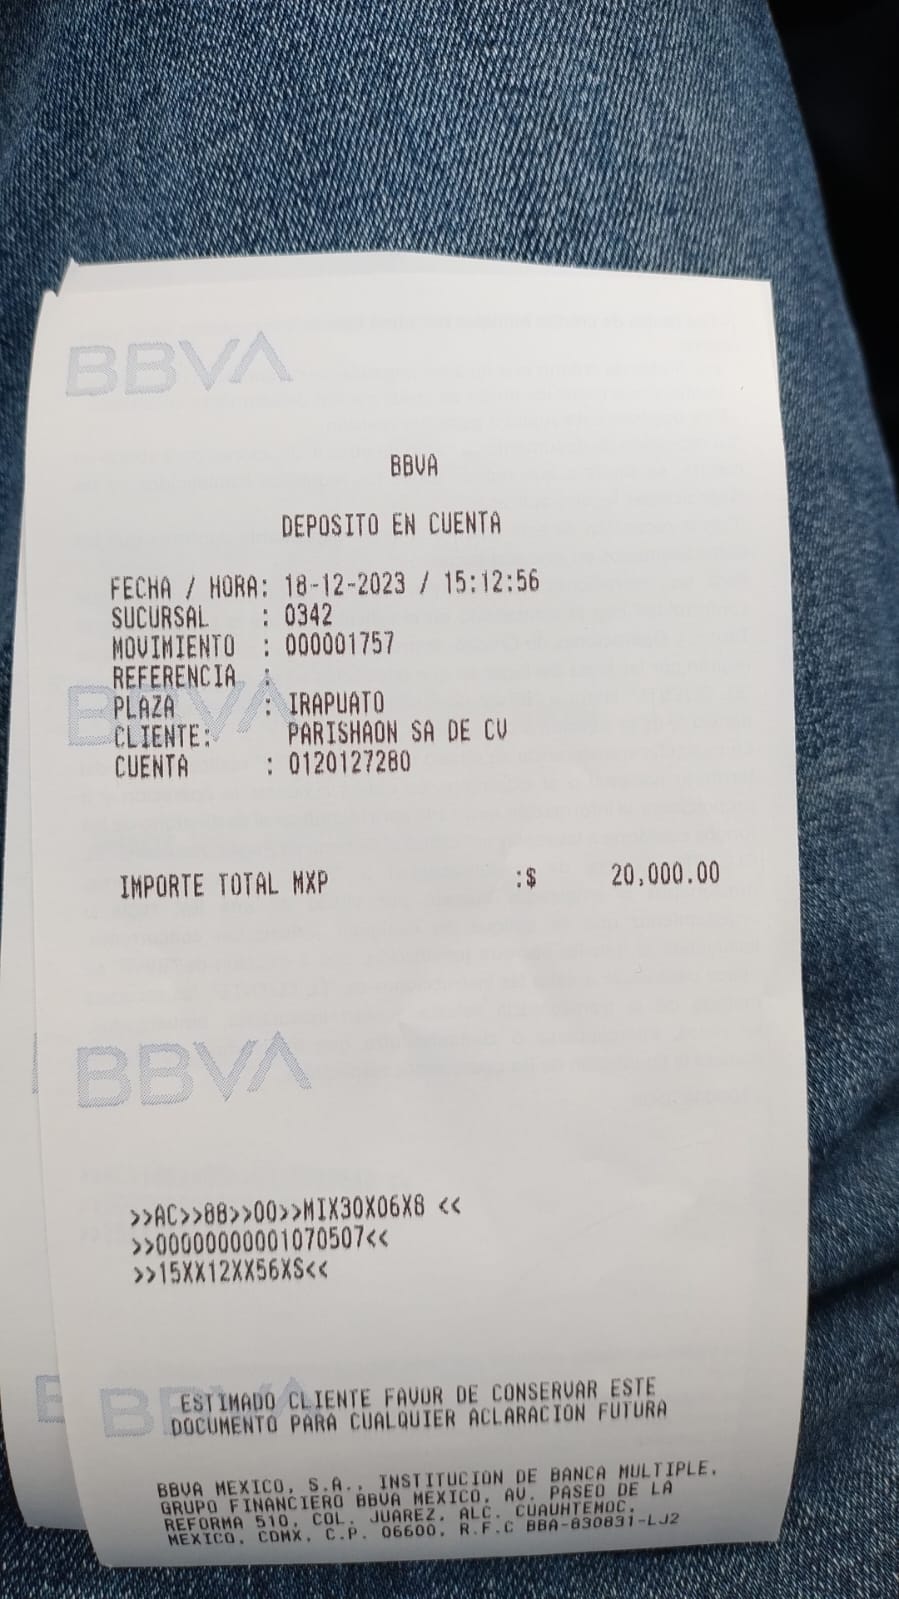 BBVA
BBVA
DEPOSITO EN CUENTA
FECHA / HORA: 18-12-2023 / 15:12:56
SUCURSAL : 0342
MOVIMIENTO : 000001757
REFERENCIA :
BBVA
PLAZA : IRAPUATO
CLIENTE: PARISHAON SA DE CV
CUENTA : 0120127280
IMPORTE TOTAL MXP :$ 20,000.00
BBVA
>>AC>>88>>00>>MIX30X06X8 <<
>>00000000001070507<<
>>15XX12XX56XS<<
BBVA
ESTIMADO CLIENTE FAVOR DE CONSERVAR ESTE
DOCUMENTO PARA CUALQUIER ACLARACION FUTURA
BBVA MEXICO, S.A., INSTITUCION DE BANCA MULTIPLE,
GRUPO FINANCIERO BBVA MEXICO, AV. PASEO DE LA
REFORMA 510, COL. JUAREZ, ALC. CUAUHTEMOC,
MEXICO, CDMX, C.P. 06600, R.F.C BBA-830831-LJ2